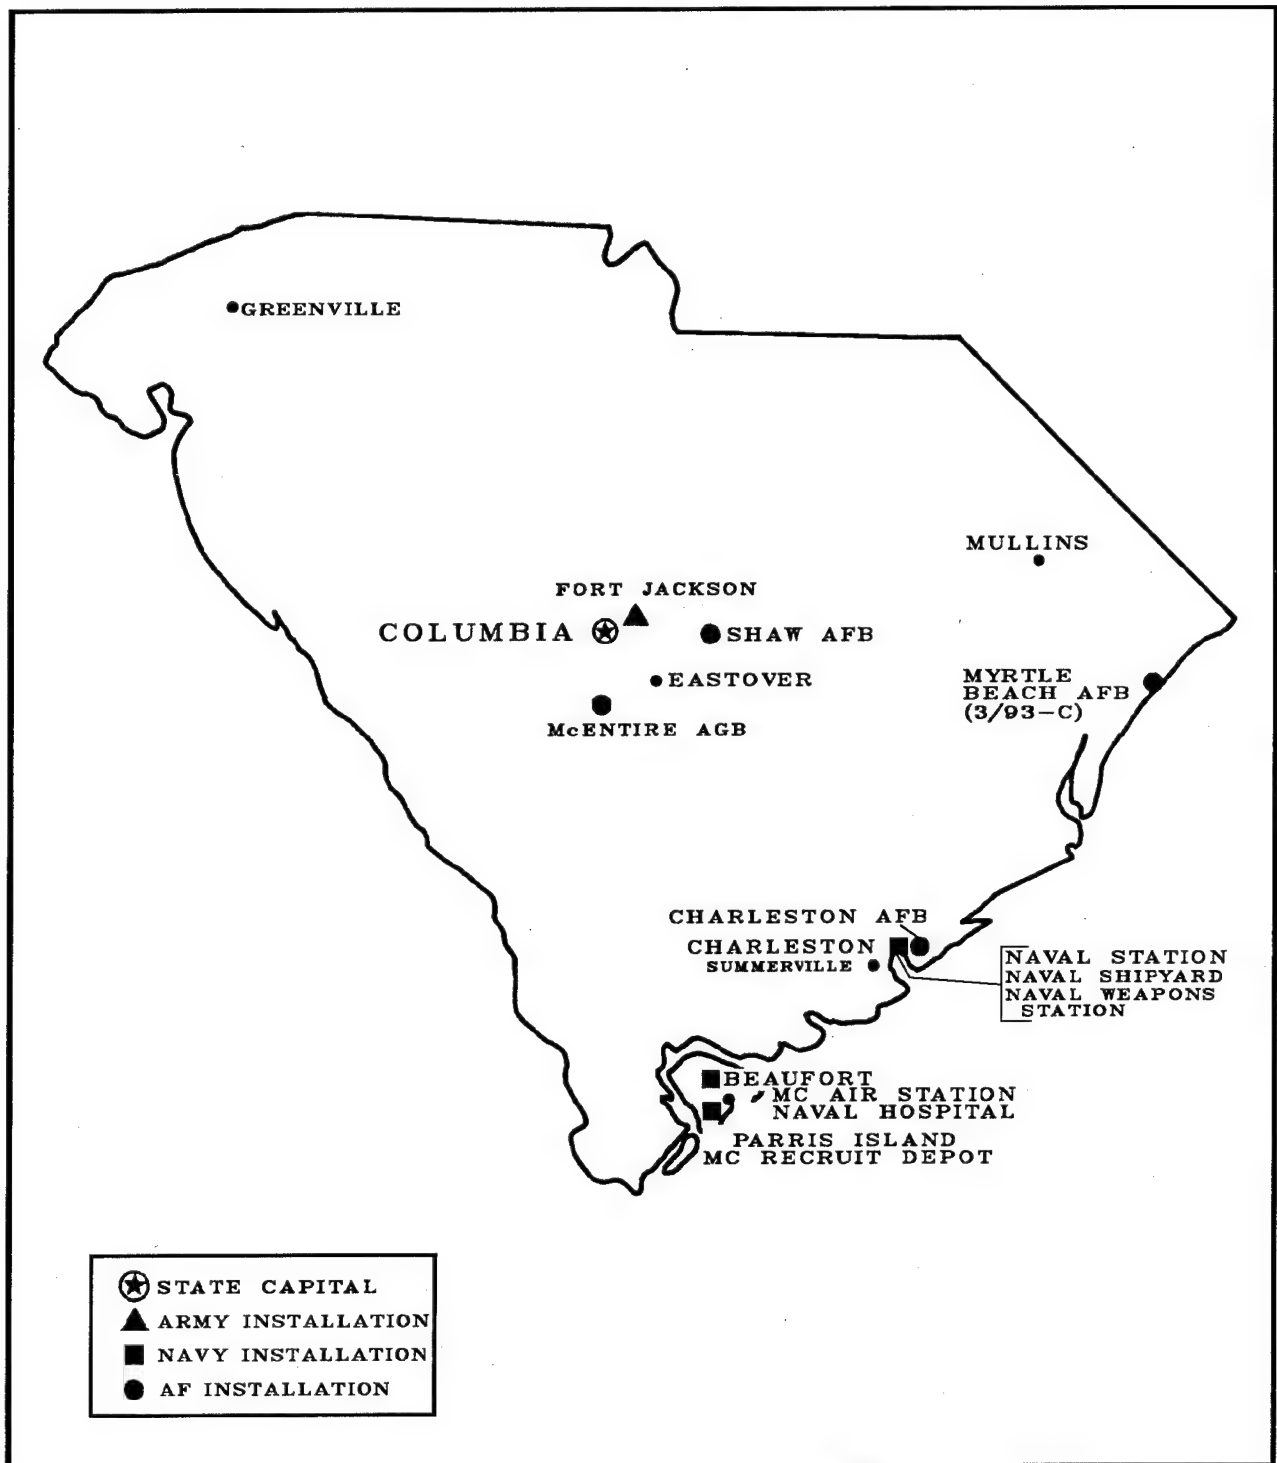 GREENVILLE
MULLINS
FORT JACKSON
COLUMBIA
SHAW AFB
EASTOVER
McENTIRE AGB
MYRTLE
BEACH AFB
(3/93-C)
CHARLESTON AFB
CHARLESTON
SUMMERVILLE
NAVAL STATION
NAVAL SHIPYARD
NAVAL WEAPONS
STATION
BEAUFORT
MC AIR STATION
NAVAL HOSPITAL
PARRIS ISLAND
MC RECRUIT DEPOT
STATE CAPITAL
ARMY INSTALLATION
NAVY INSTALLATION
AF INSTALLATION